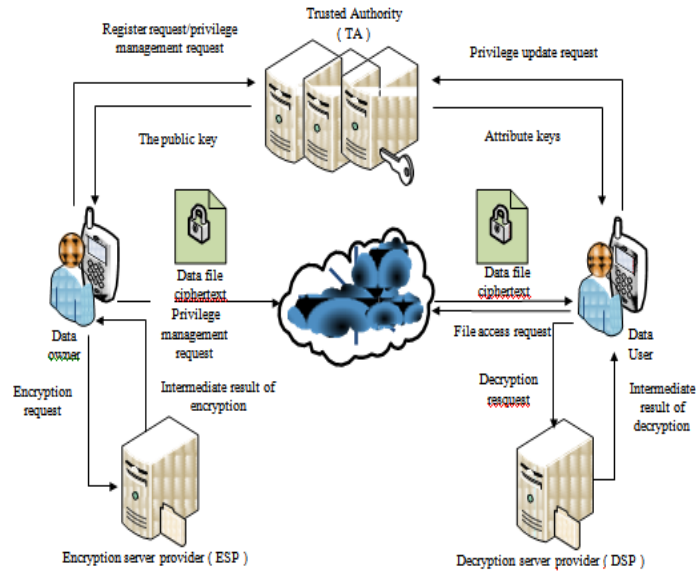 Trusted Authority
( TA )
Register request/privilege
management request
Privilege update request
The public key
Attribute keys
Data file
ciphertext
Data file
ciphertext
Privilege
management
request
File access request
Data
owner
Data
User
Encryption
request
Intermediate result of
encryption
Decryption
resquest
Intermediate
result of
decryption
Encryption server provider ( ESP )
Decryption server provider ( DSP )